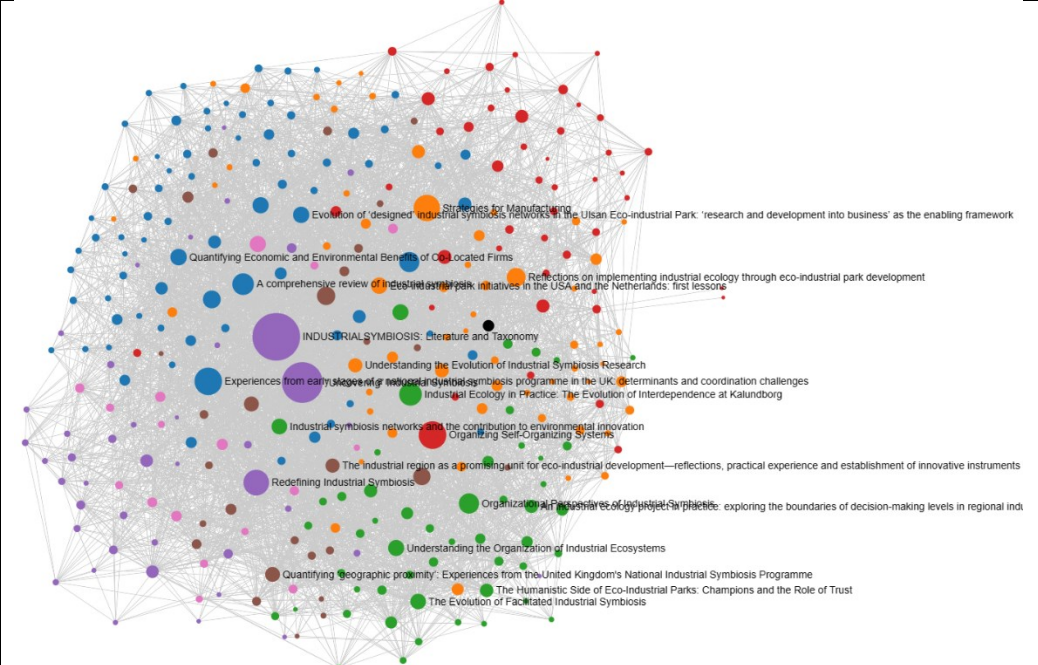 Strategies for Manufacturing
Evolution of 'designed' industrial symbiosis networks in the Ulsan Eco-industrial Park: 'research and development into business' as the enabling framework
Quantifying Economic and Environmental Benefits of Co-Located Firms
Reflections on implementing industrial ecology through eco-industrial park development
A comprehensive review of industrial symbiosis
Eco-industrial park initiatives in the USA and the Netherlands: first lessons
INDUSTRIALSYMBIOSIS: Literature and Taxonomy
Understanding the Evolution of Industrial Symbiosis Research
Experiences from early stages of a national industrial symbiosis programme in the UK: determinants and coordination challenges
"Uncovering" Industrial Symbiosis
Industrial Ecology in Practice: The Evolution of Interdependence at Kalundborg
Industrial symbiosis networks and the contribution to environmental innovation
Organizing Self-Organizing Systems
The industrial region as a promising unit for eco-industrial development—reflections, practical experience and establishment of innovative instruments
Redefining Industrial Symbiosis
Organizational Perspectives of Industrial Symbiosis
An industrial ecology project in practice: exploring the boundaries of decision-making levels in regional indu
Understanding the Organization of Industrial Ecosystems
Quantifying 'geographic proximity': Experiences from the United Kingdom's National Industrial Symbiosis Programme
The Humanistic Side of Eco-Industrial Parks: Champions and the Role of Trust
The Evolution of Facilitated Industrial Symbiosis